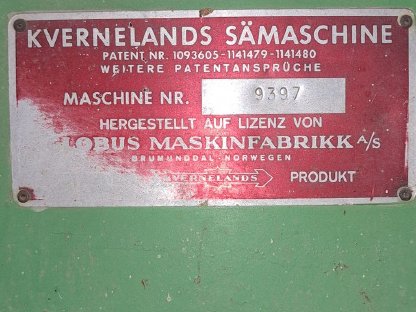 KVERNELANDS SÄMASCHINE
PATENT NR. 1093605-1141479-1141480
WEITERE PATENTANSPRÜCHE
MASCHINE NR. 9397
HERGESTELLT AUF LIZENZ VON
LOBUS MASKINFABRIKK A/S
BRUMUNDDAL NORWEGEN
KVERNELANDS PRODUKT